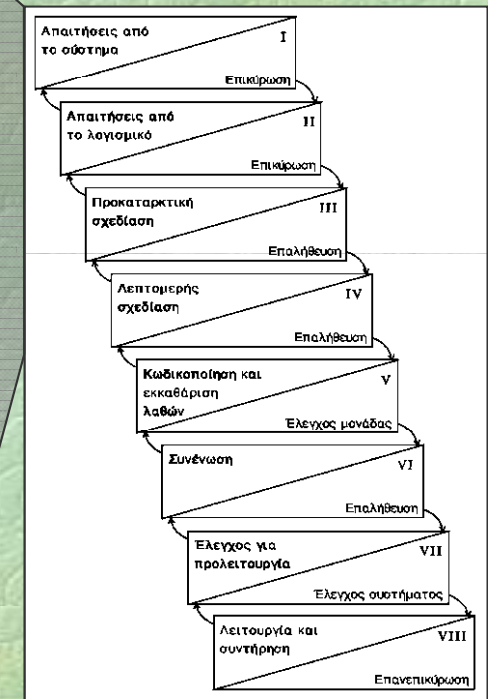 Απαιτήσεις από
το σύστημα
I
Επικύρωση
Απαιτήσεις από
το λογισμικό
II
Επικύρωση
Προκαταρκτική
σχεδίαση
III
Επαλήθευση
Λεπτομερής
σχεδίαση
IV
Επαλήθευση
Κωδικοποίηση και
εκκαθάριση
λαθών
V
Έλεγχος μονάδας
Συνένωση
VI
Επαλήθευση
Έλεγχος για
προλειτουργία
VII
Έλεγχος συστήματος
Λειτουργία και
συντήρηση
VIII
Επανεπικύρωση